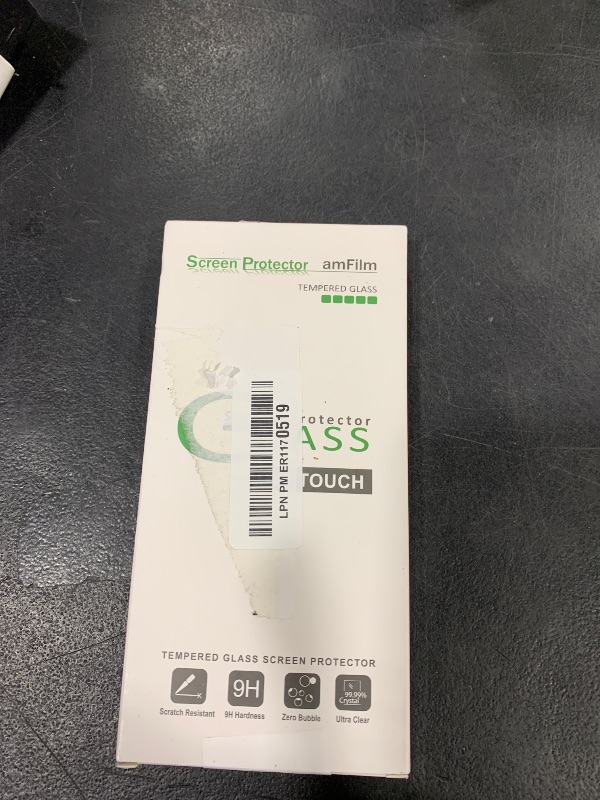 Screen Protector amFilm
TEMPERED GLASS
rotector
ASS
TOUCH
LPN PM ER1170519
TEMPERED GLASS SCREEN PROTECTOR
9H
99.99%
Crystal
Scratch Resistant 9H Hardness Zero Bubble Ultra Clear